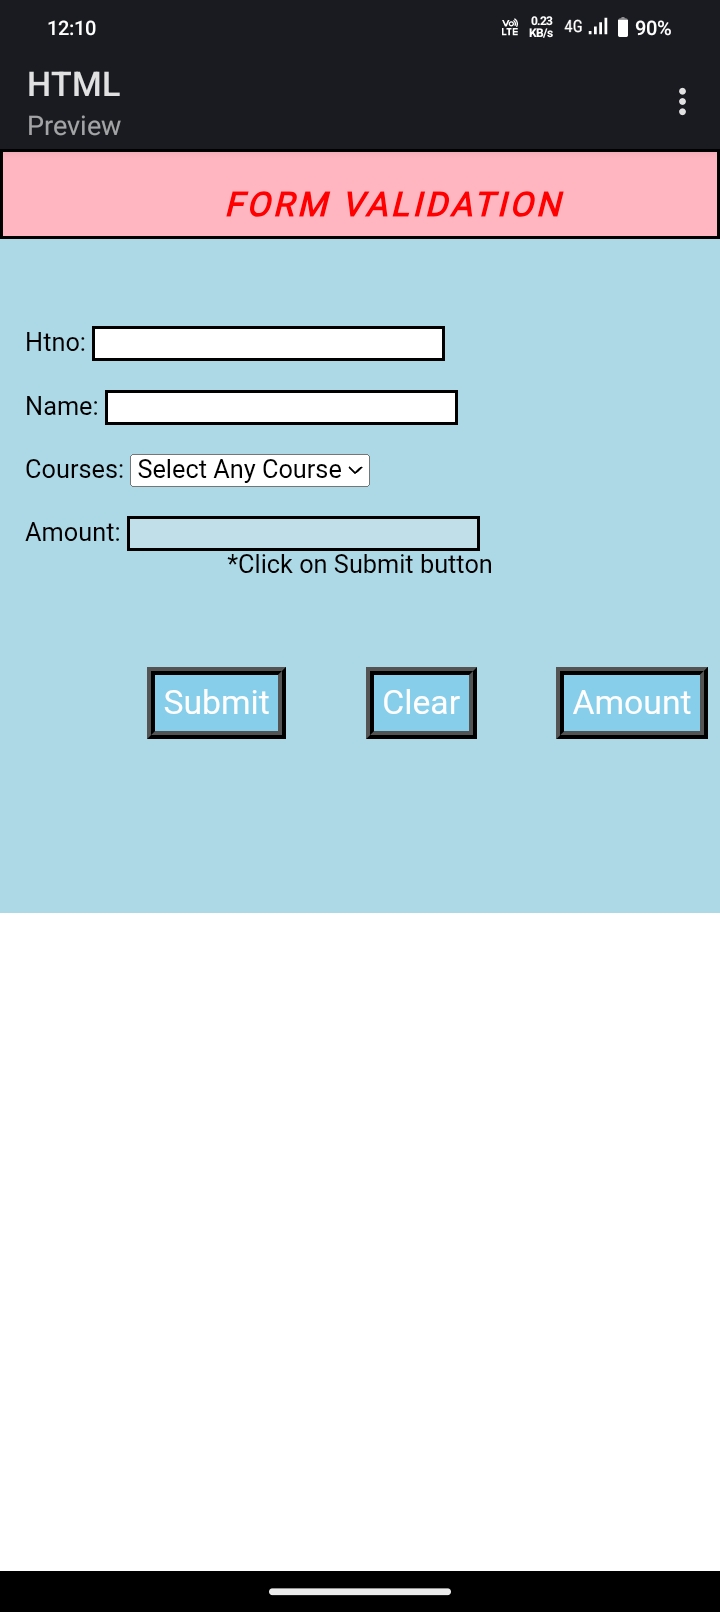 12:10 Vo) LTE 0.23 KB/s 4G 90%
HTML
Preview
FORM VALIDATION
Htno:
Name:
Courses: Select Any Course
Amount:
*Click on Submit button
Submit Clear Amount